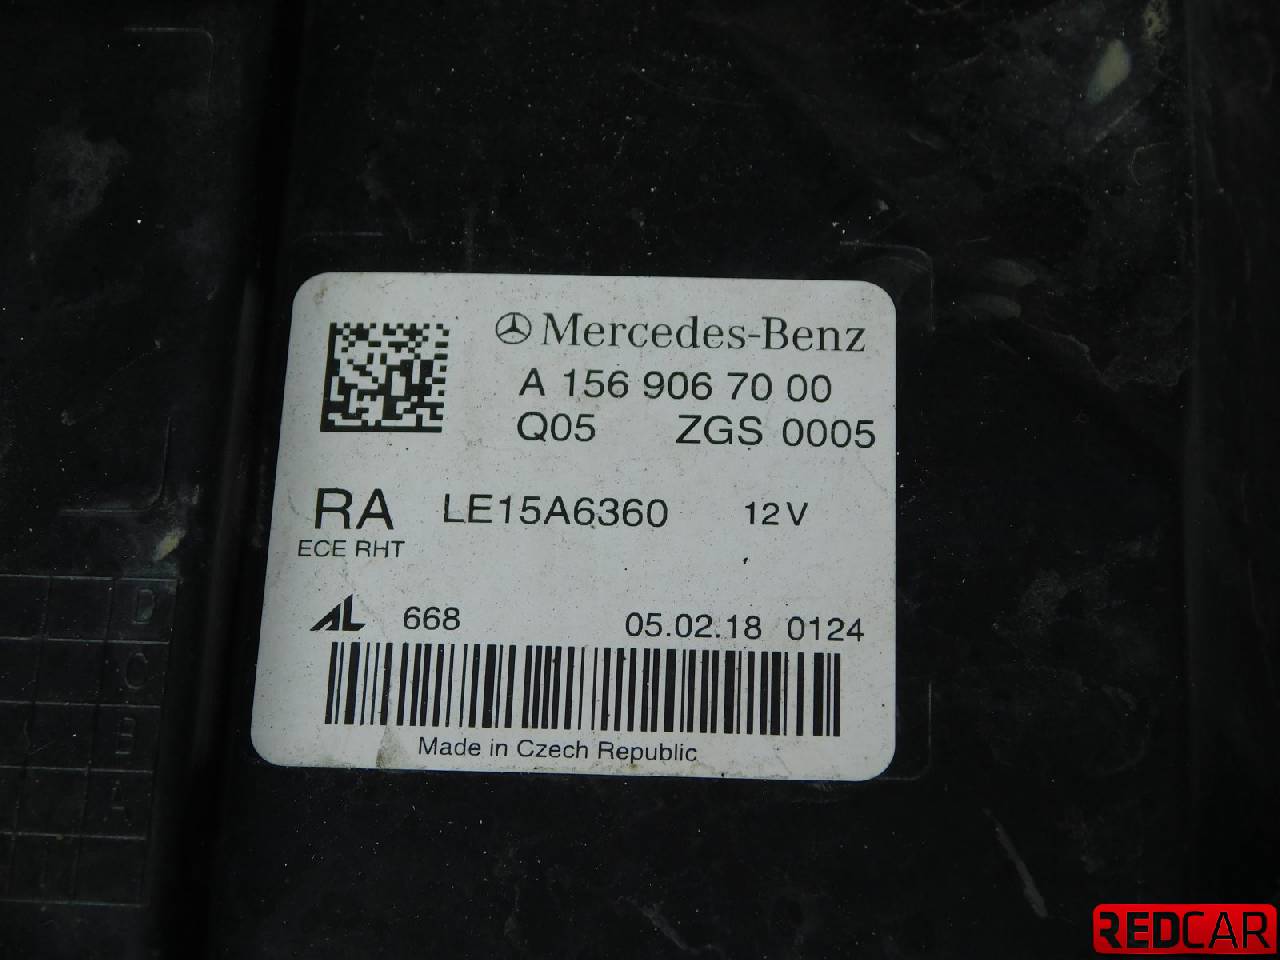 Mercedes-Benz
A 156 906 70 00
Q05 ZGS 0005
RA LE15A6360 12V
ECE RHT
AL 668 05.02.18 0124
Made in Czech Republic
D
C
B
A
REDCAR